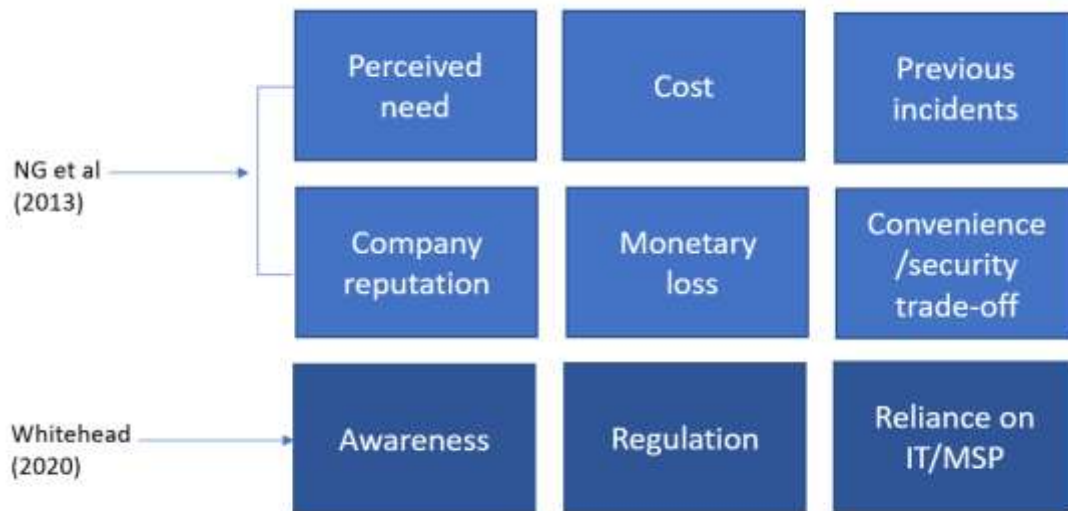 Perceived
need
Cost
Previous
incidents
NG et al
(2013)
Company
reputation
Monetary
loss
Convenience
/security
trade-off
Whitehead
(2020)
Awareness
Regulation
Reliance on
IT/MSP